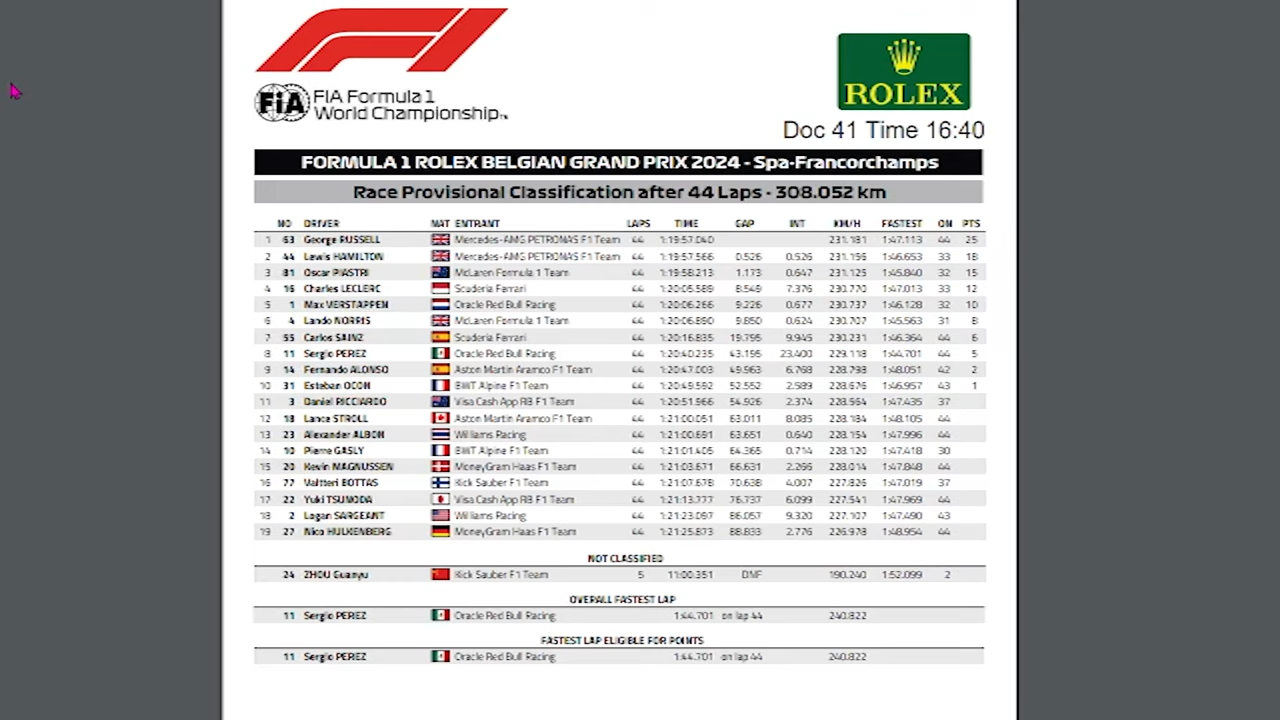 FIA FIA Formula 1
World Championship™
ROLEX
Doc 41 Time 16:40
FORMULA 1 ROLEX BELGIAN GRAND PRIX 2024 - Spa-Francorchamps
Race Provisional Classification after 44 Laps - 308.052 km
NO DRIVER NAT ENTRANT LAPS TIME GAP INT KM/H FASTEST ON PTS
1 63 George RUSSELL Mercedes-AMG PETRONAS F1 Team 44 1:19:57.040 231.181 1:47.113 44 25
2 44 Lewis HAMILTON Mercedes-AMG PETRONAS F1 Team 44 1:19:57.566 0.526 0.526 231.156 1:46.653 33 18
3 81 Oscar PIASTRI McLaren Formula 1 Team 44 1:19:58.213 1.173 0.647 231.125 1:45.840 32 15
4 16 Charles LECLERC Scuderia Ferrari 44 1:20:05.589 8.549 7.376 230.770 1:47.013 33 12
5 1 Max VERSTAPPEN Oracle Red Bull Racing 44 1:20:06.266 9.226 0.677 230.737 1:46.128 32 10
6 4 Lando NORRIS McLaren Formula 1 Team 44 1:20:06.890 9.850 0.624 230.707 1:45.563 31 8
7 55 Carlos SAINZ Scuderia Ferrari 44 1:20:16.835 19.795 9.945 230.231 1:46.364 44 6
8 11 Sergio PEREZ Oracle Red Bull Racing 44 1:20:40.235 43.195 23.400 229.118 1:44.701 44 5
9 14 Fernando ALONSO Aston Martin Aramco F1 Team 44 1:20:47.003 49.963 6.768 228.798 1:48.051 42 2
10 31 Esteban OCON BWT Alpine F1 Team 44 1:20:49.592 52.552 2.589 228.676 1:46.957 43 1
11 3 Daniel RICCIARDO Visa Cash App RB F1 Team 44 1:20:51.966 54.926 2.374 228.564 1:47.435 37
12 18 Lance STROLL Aston Martin Aramco F1 Team 44 1:21:00.051 63.011 8.085 228.184 1:48.105 44
13 23 Alexander ALBON Williams Racing 44 1:21:00.691 63.651 0.640 228.154 1:47.996 44
14 10 Pierre GASLY BWT Alpine F1 Team 44 1:21:01.405 64.365 0.714 228.120 1:47.418 30
15 20 Kevin MAGNUSSEN MoneyGram Haas F1 Team 44 1:21:03.671 66.631 2.266 228.014 1:47.848 44
16 77 Valtteri BOTTAS Kick Sauber F1 Team 44 1:21:07.678 70.638 4.007 227.826 1:47.019 37
17 22 Yuki TSUNODA Visa Cash App RB F1 Team 44 1:21:13.777 76.737 6.099 227.541 1:47.969 44
18 2 Logan SARGEANT Williams Racing 44 1:21:23.097 86.057 9.320 227.107 1:47.490 43
19 27 Nico HULKENBERG MoneyGram Haas F1 Team 44 1:21:25.873 88.833 2.776 226.978 1:48.954 44
NOT CLASSIFIED
24 ZHOU Guanyu Kick Sauber F1 Team 5 11:00.351 DNF 190.240 1:52.099 2
OVERALL FASTEST LAP
11 Sergio PEREZ Oracle Red Bull Racing 1:44.701 on lap 44 240.822
FASTEST LAP ELIGIBLE FOR POINTS
11 Sergio PEREZ Oracle Red Bull Racing 1:44.701 on lap 44 240.822